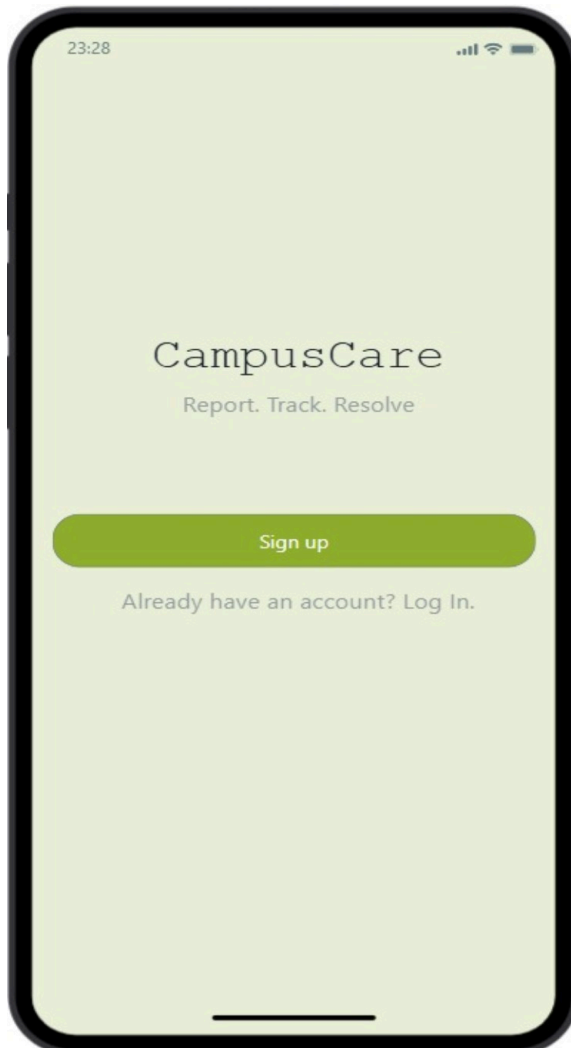 23:28
CampusCare
Report. Track. Resolve
Sign up
Already have an account? Log In.